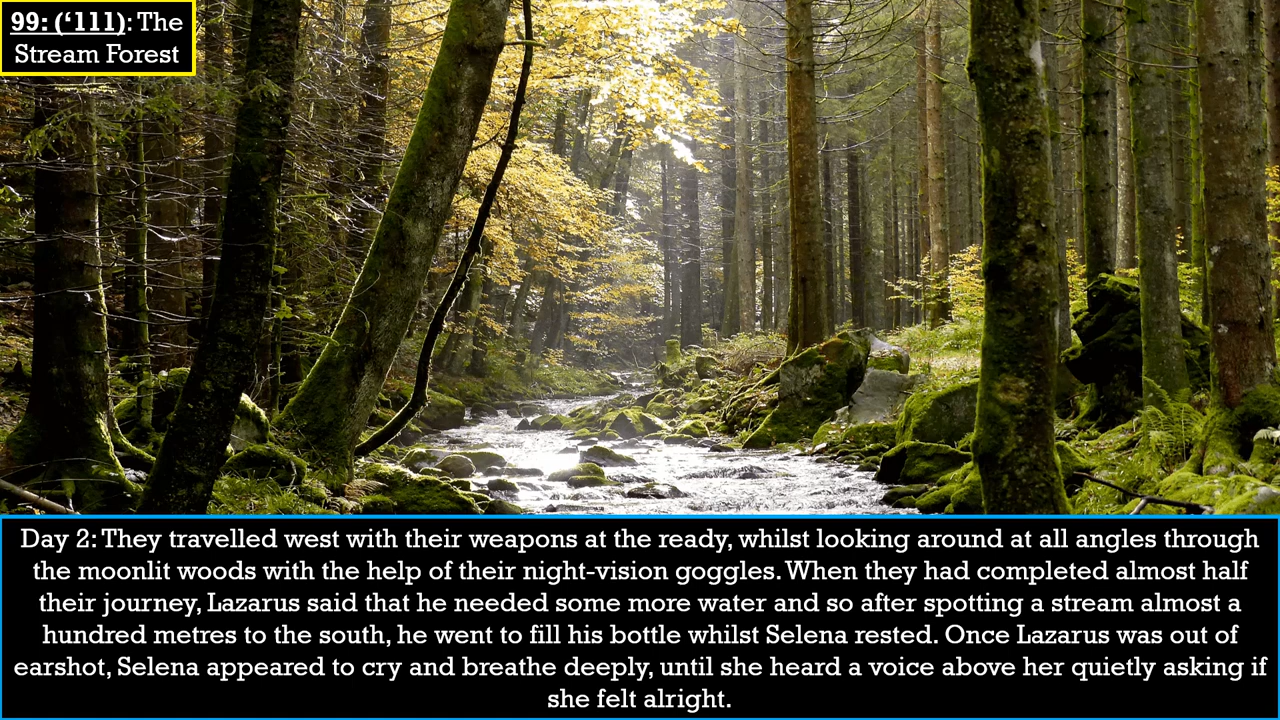 99: (‘111): The
Stream Forest
Day 2: They travelled west with their weapons at the ready, whilst looking around at all angles through
the moonlit woods with the help of their night-vision goggles. When they had completed almost half
their journey, Lazarus said that he needed some more water and so after spotting a stream almost a
hundred metres to the south, he went to fill his bottle whilst Selena rested. Once Lazarus was out of
earshot, Selena appeared to cry and breathe deeply, until she heard a voice above her quietly asking if
she felt alright.